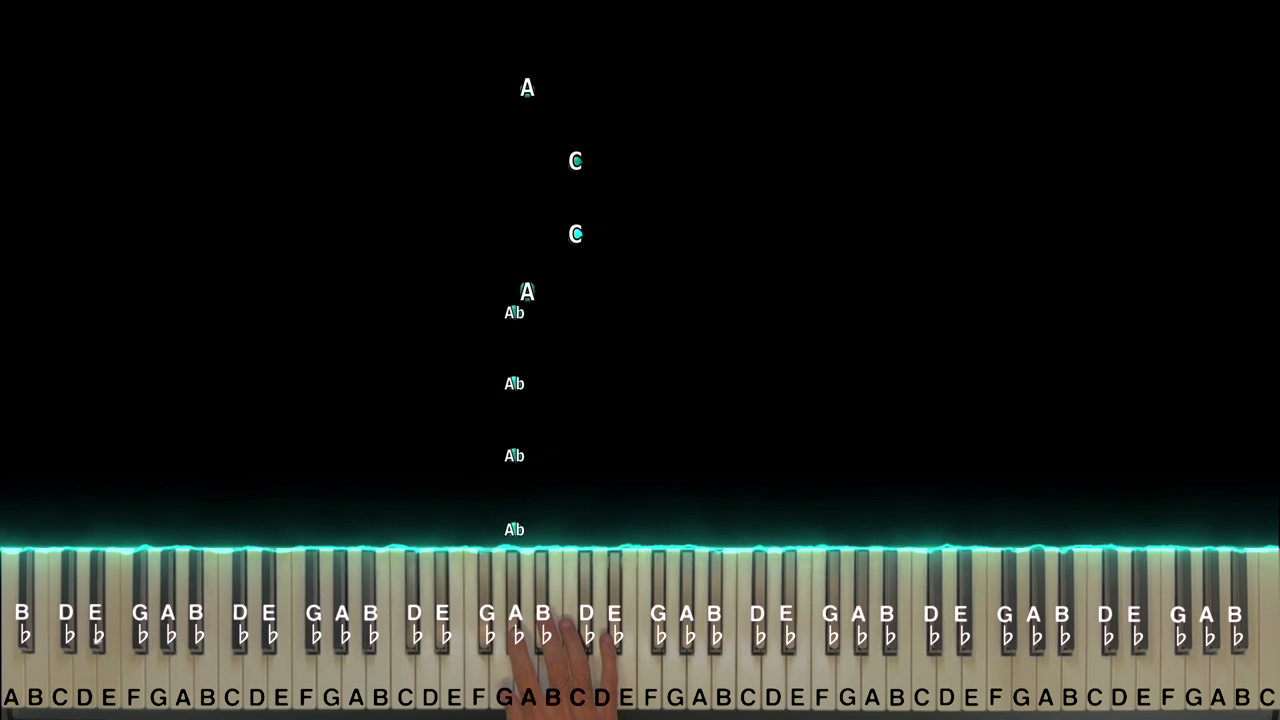 A
C
C
A
Ab
Ab
Ab
Ab
B D E G A B D E G A B D E G A B D E G A B D E G A B D E G A B D E G A B
♭ ♭ ♭ ♭ ♭ ♭ ♭ ♭ ♭ ♭ ♭ ♭ ♭ ♭ ♭ ♭ ♭ ♭ ♭ ♭ ♭ ♭ ♭ ♭ ♭ ♭ ♭ ♭ ♭ ♭ ♭ ♭ ♭ ♭ ♭ ♭
A B C D E F G A B C D E F G A B C D E F G A B C D E F G A B C D E F G A B C D E F G A B C D E F G A B C